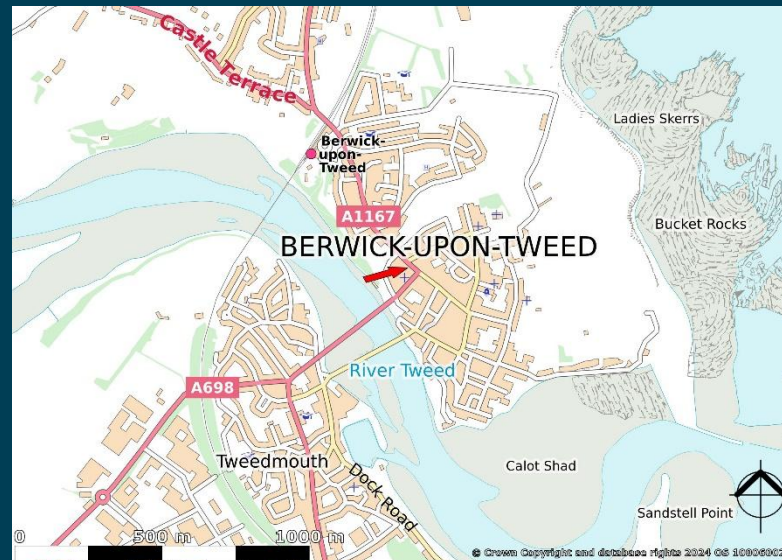 Castle Terrace
Ladies Skerrs
Berwick-
upon-
Tweed
A1167
Bucket Rocks
BERWICK-UPON-TWEED
River Tweed
A698
Tweedmouth
Calot Shad
Dock Road
Sandstell Point
0 500 m 1000 m
© Crown Copyright and database rights 2024 OS